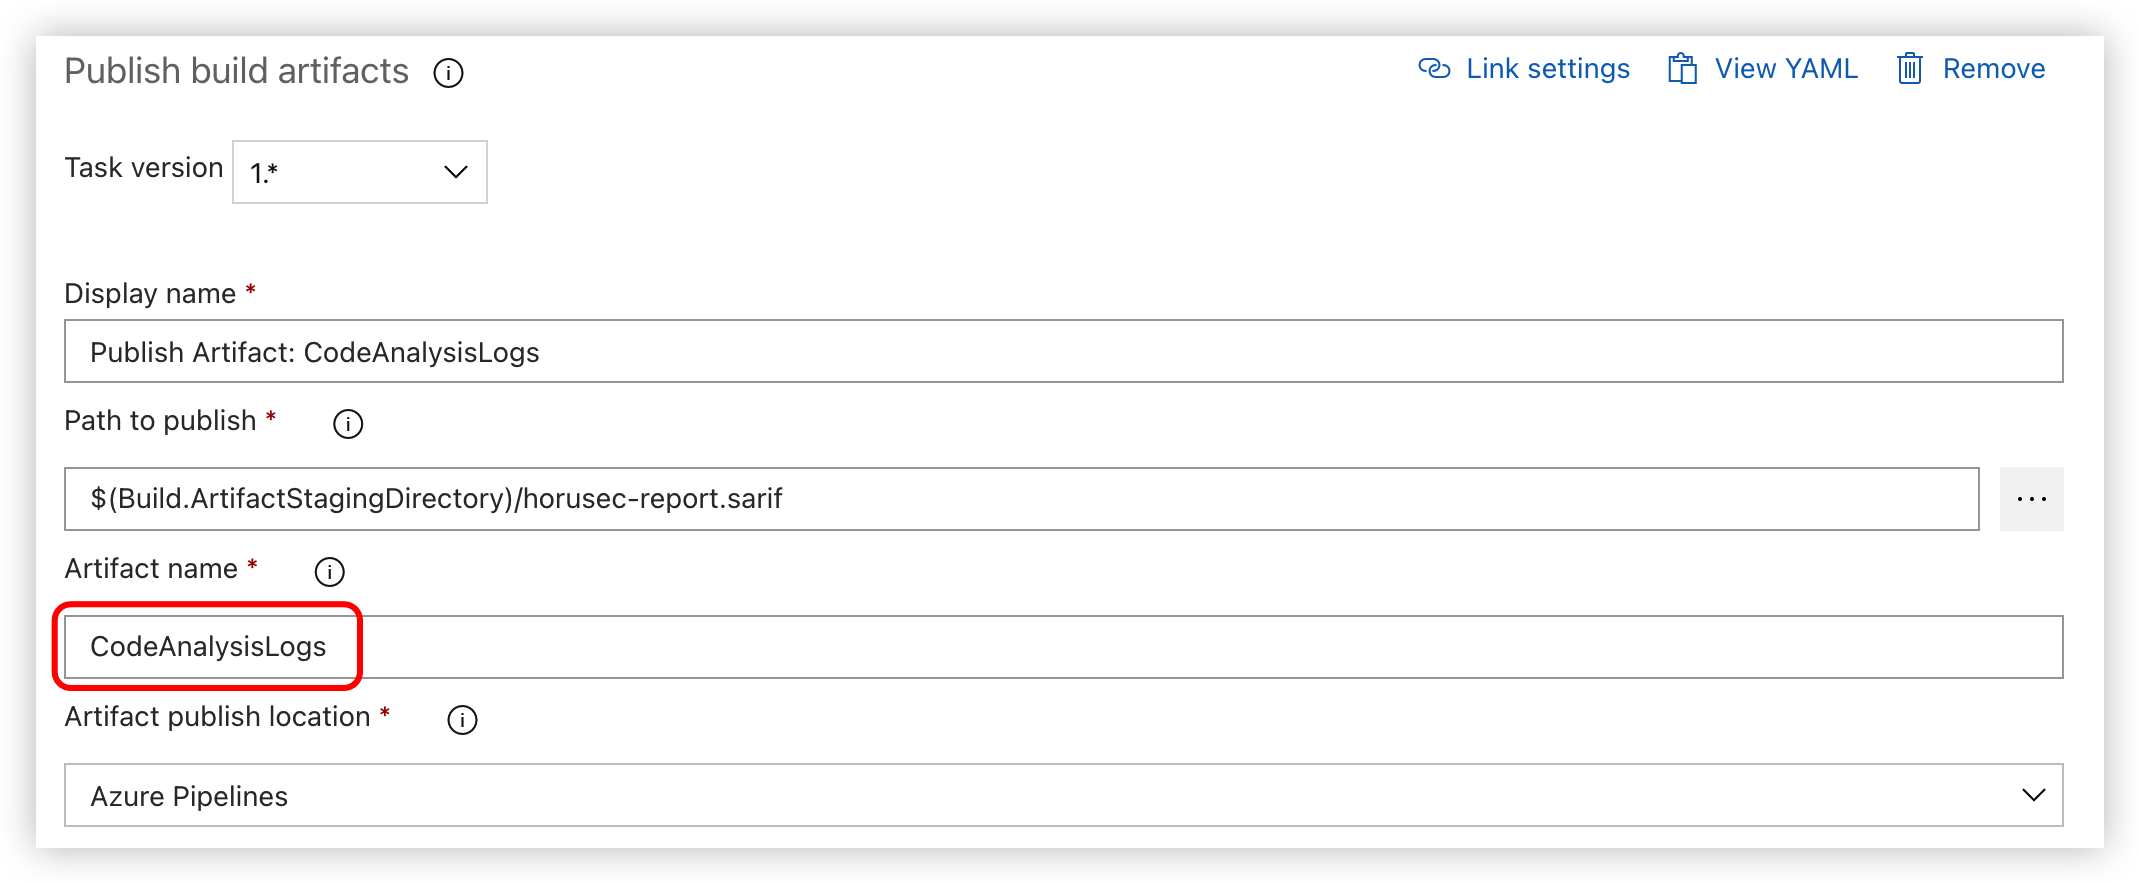 Publish build artifacts
Link settings View YAML Remove
Task version 1.*
Display name *
Publish Artifact: CodeAnalysisLogs
Path to publish *
$(Build.ArtifactStagingDirectory)/horusec-report.sarif ...
Artifact name *
CodeAnalysisLogs
Artifact publish location *
Azure Pipelines